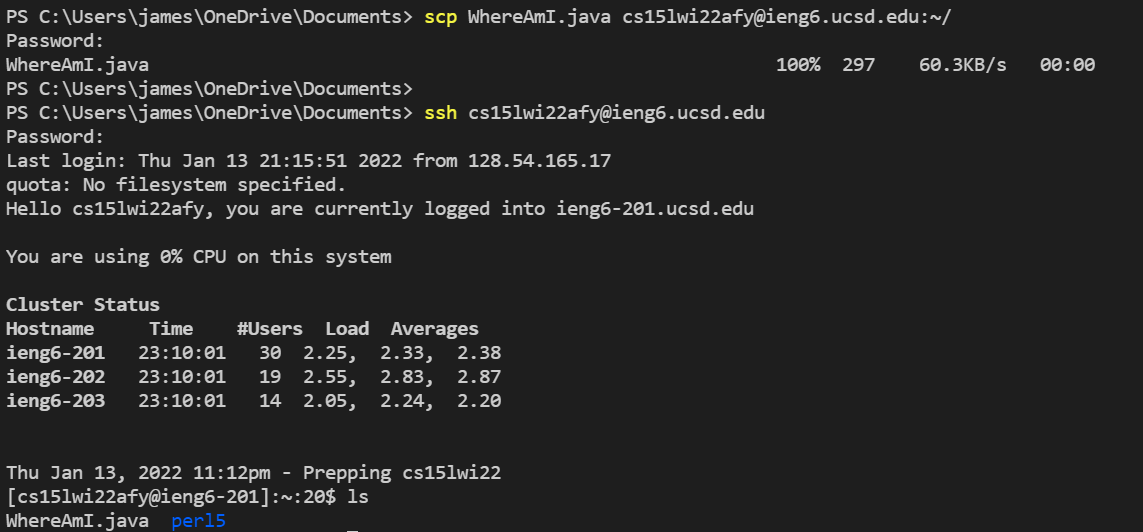 PS C:\Users\james\OneDrive\Documents> scp WhereAmI.java cs15lwi22afy@ieng6.ucsd.edu:~/
Password:
WhereAmI.java 100% 297 60.3KB/s 00:00
PS C:\Users\james\OneDrive\Documents>
PS C:\Users\james\OneDrive\Documents> ssh cs15lwi22afy@ieng6.ucsd.edu
Password:
Last login: Thu Jan 13 21:15:51 2022 from 128.54.165.17
quota: No filesystem specified.
Hello cs15lwi22afy, you are currently logged into ieng6-201.ucsd.edu
You are using 0% CPU on this system
Cluster Status
Hostname Time #Users Load Averages
ieng6-201 23:10:01 30 2.25, 2.33, 2.38
ieng6-202 23:10:01 19 2.55, 2.83, 2.87
ieng6-203 23:10:01 14 2.05, 2.24, 2.20
Thu Jan 13, 2022 11:12pm - Prepping cs15lwi22
[cs15lwi22afy@ieng6-201]:~:20$ ls
WhereAmI.java perl5